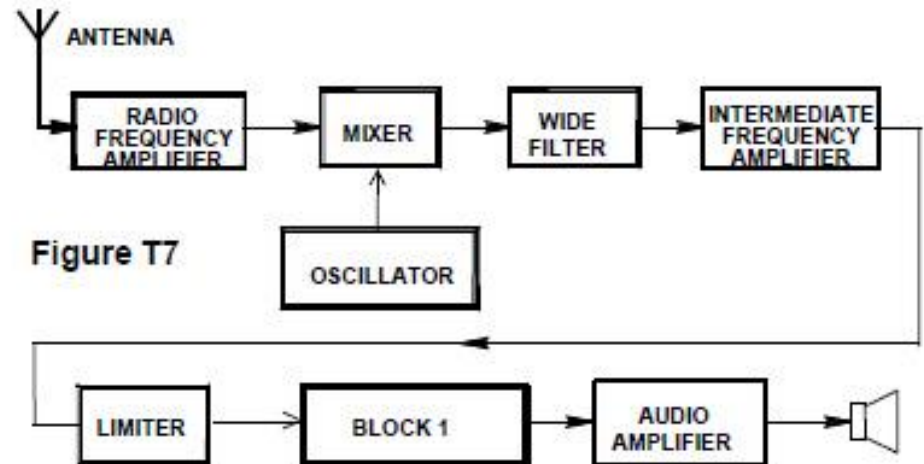 ANTENNA
RADIO
FREQUENCY
AMPLIFIER
MIXER
WIDE
FILTER
INTERMEDIATE
FREQUENCY
AMPLIFIER
Figure T7
OSCILLATOR
LIMITER
BLOCK 1
AUDIO
AMPLIFIER